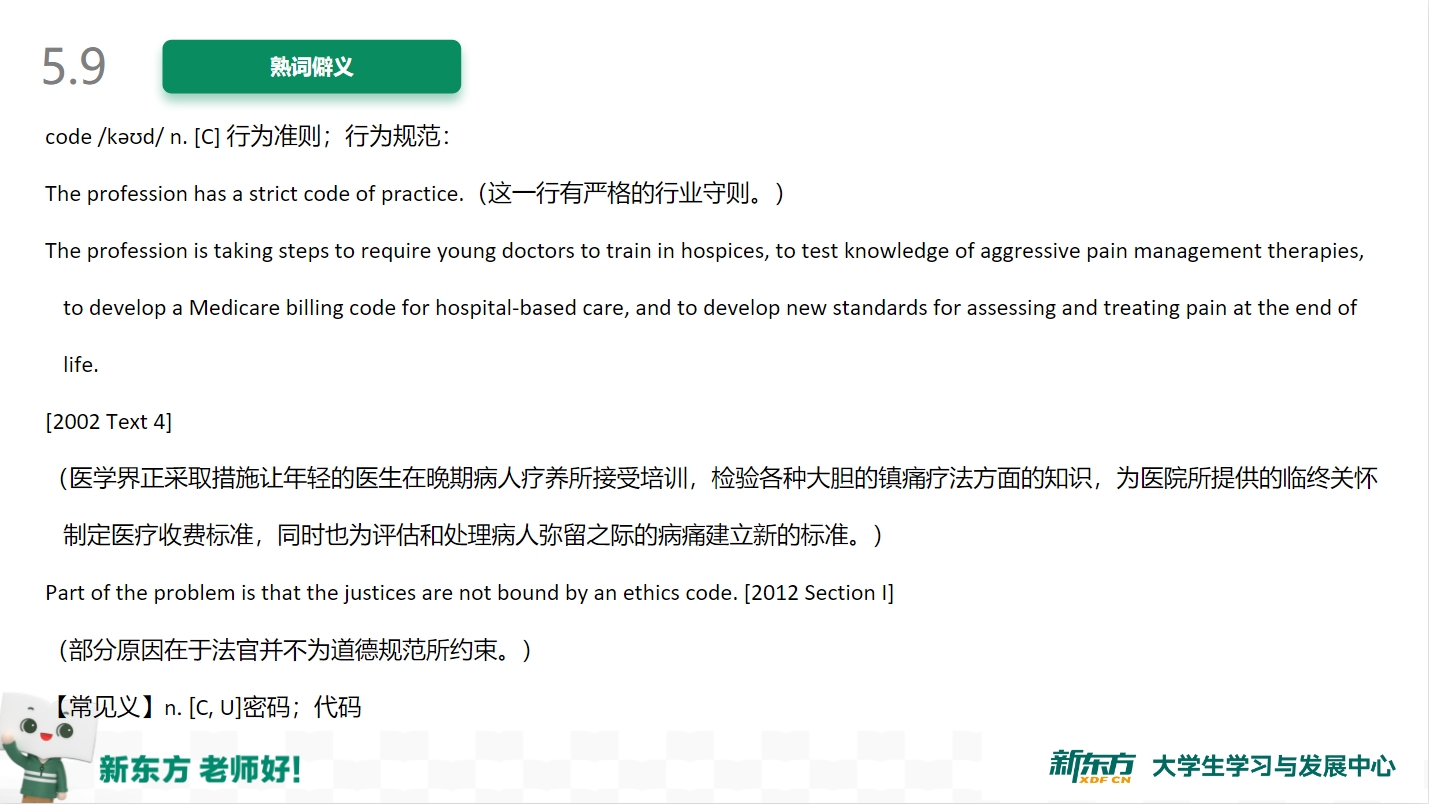 5.9
熟词僻义
code /kəʊd/ n. [C] 行为准则；行为规范：
The profession has a strict code of practice.（这一行有严格的行业守则。）
The profession is taking steps to require young doctors to train in hospices, to test knowledge of aggressive pain management therapies,
to develop a Medicare billing code for hospital-based care, and to develop new standards for assessing and treating pain at the end of
life.
[2002 Text 4]
（医学界正采取措施让年轻的医生在晚期病人疗养所接受培训，检验各种大胆的镇痛疗法方面的知识，为医院所提供的临终关怀
制定医疗收费标准，同时也为评估和处理病人弥留之际的病痛建立新的标准。）
Part of the problem is that the justices are not bound by an ethics code. [2012 Section I]
（部分原因在于法官并不为道德规范所约束。）
【常见义】n. [C, U]密码；代码
新东方 老师好!
新东方 XDF.CN 大学生学习与发展中心